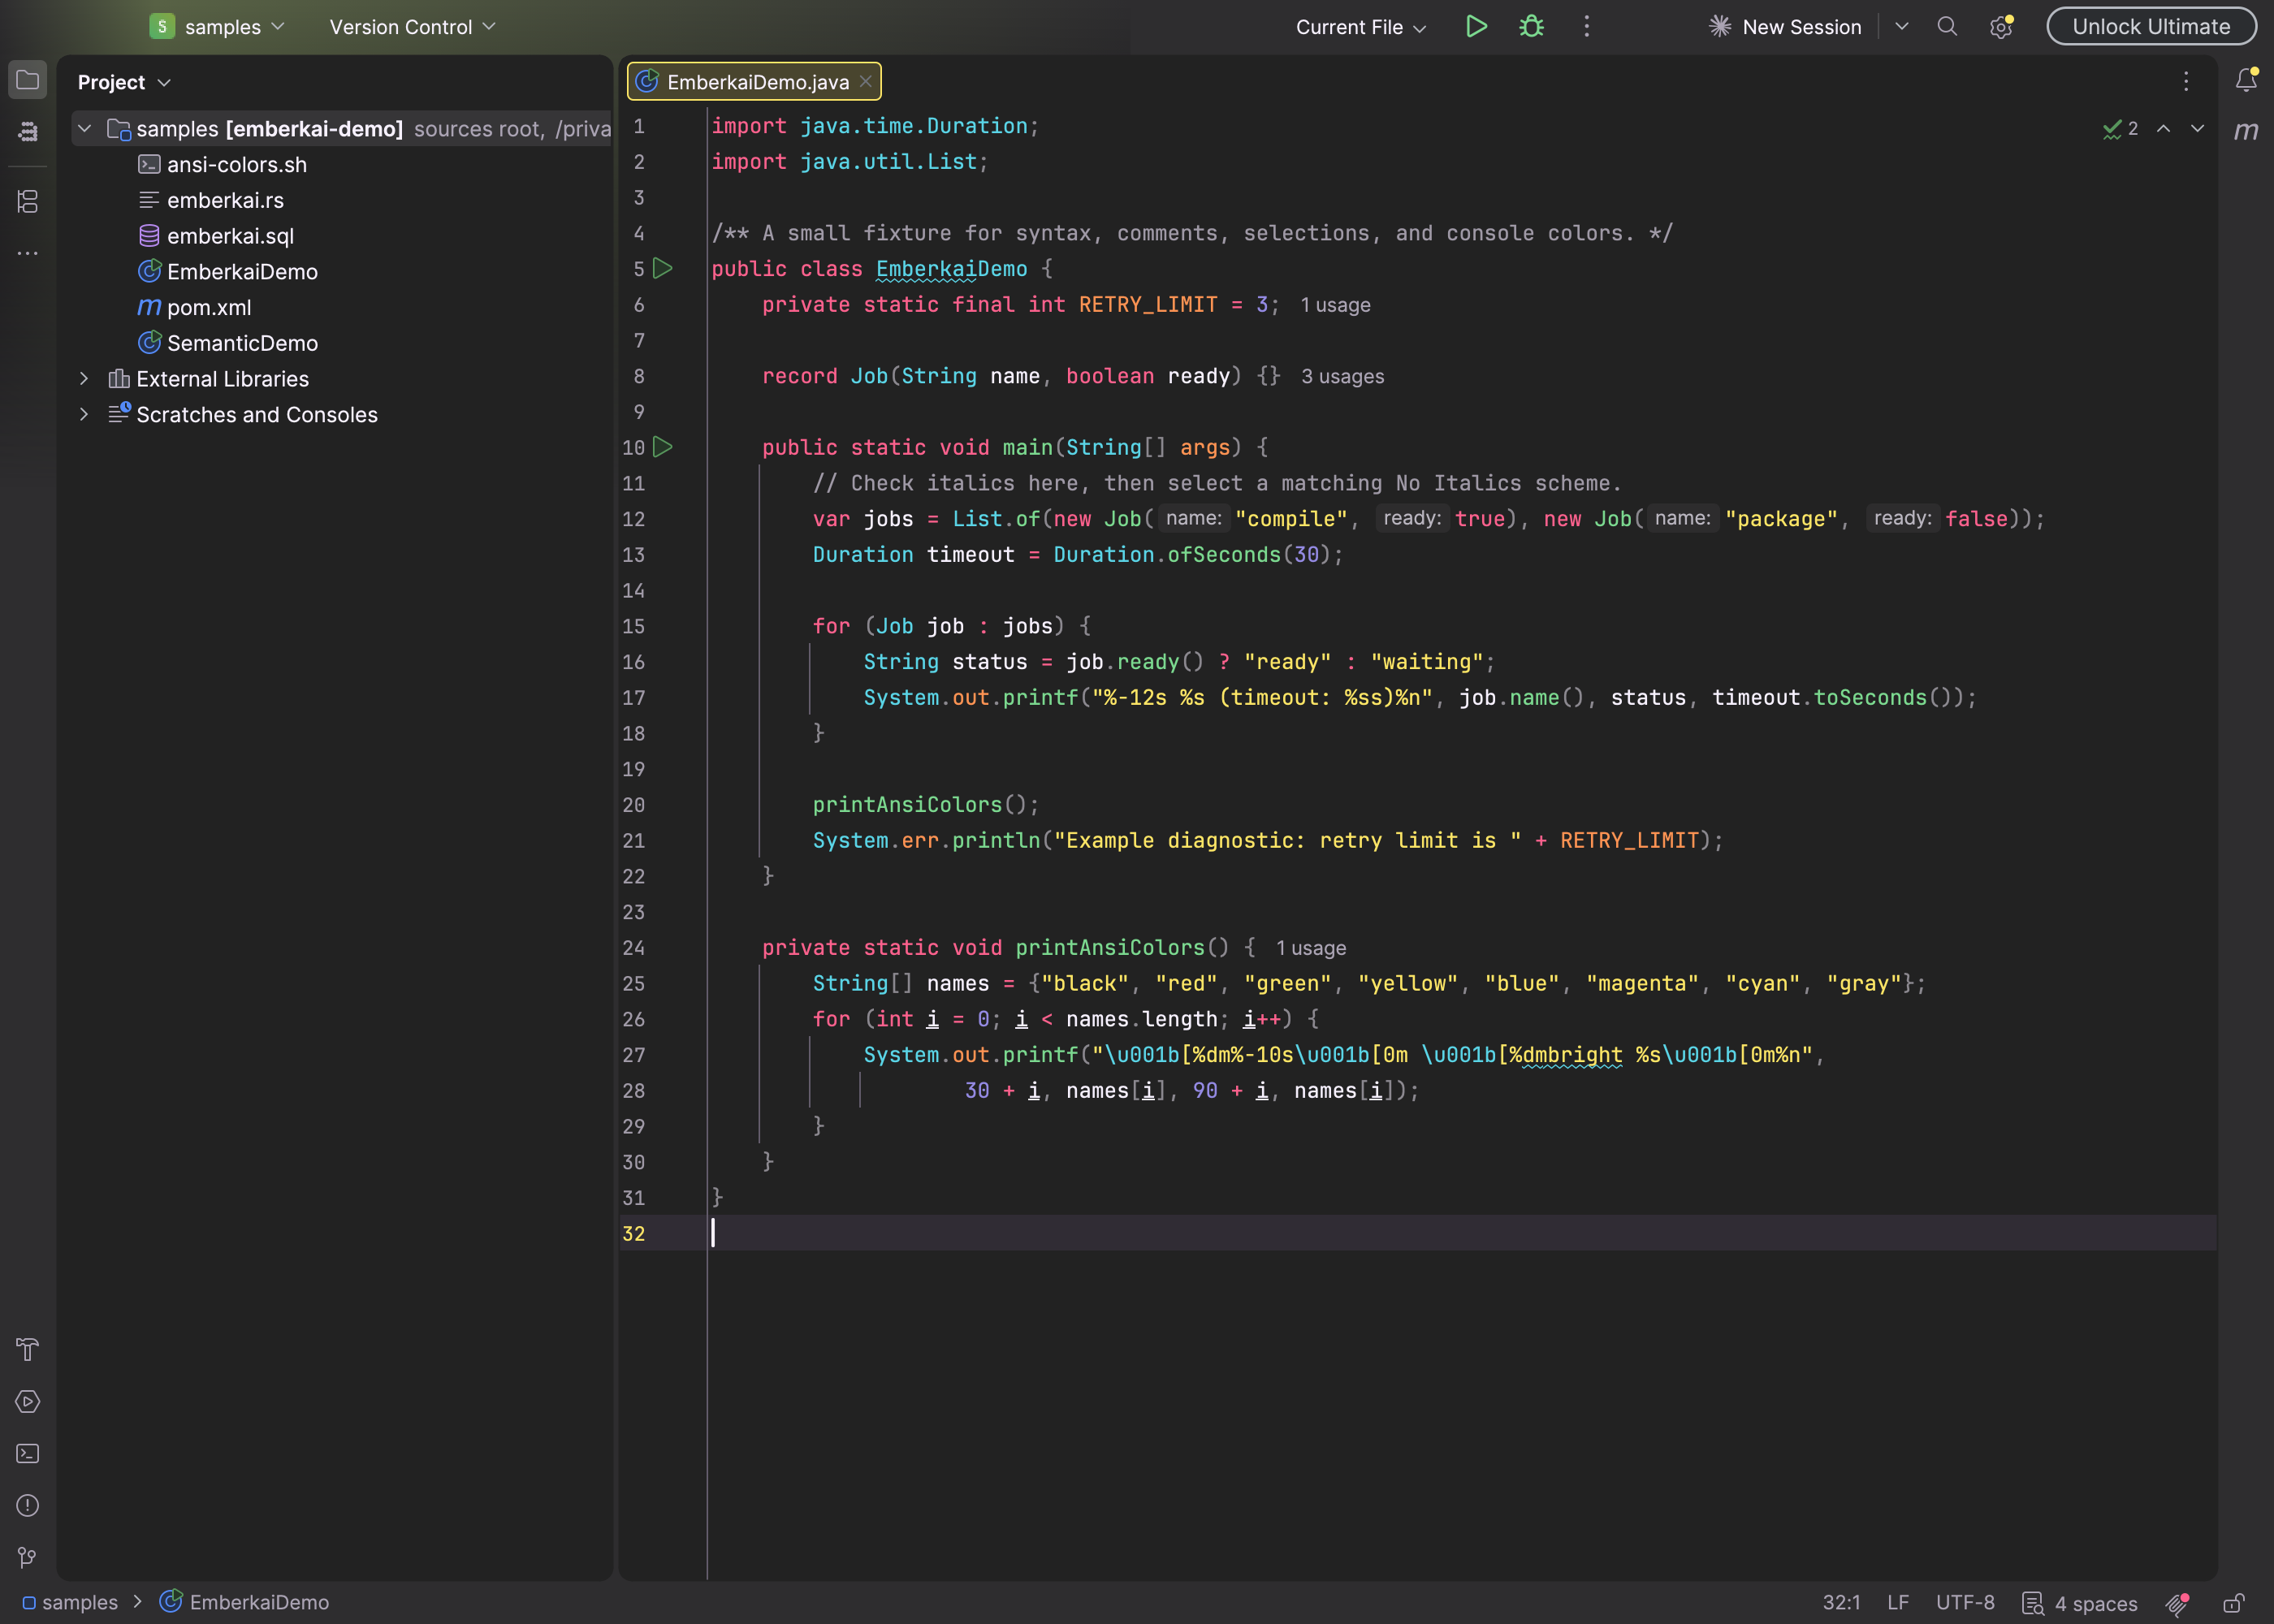 S samples Version Control Current File New Session Unlock Ultimate
Project
samples [emberkai-demo] sources root, /priva
ansi-colors.sh
emberkai.rs
emberkai.sql
EmberkaiDemo
m pom.xml
SemanticDemo
External Libraries
Scratches and Consoles
EmberkaiDemo.java
2
m
1 import java.time.Duration;
2 import java.util.List;
3
4 /** A small fixture for syntax, comments, selections, and console colors. */
5 public class EmberkaiDemo {
6     private static final int RETRY_LIMIT = 3; 1 usage
7
8     record Job(String name, boolean ready) {} 3 usages
9
10     public static void main(String[] args) {
11         // Check italics here, then select a matching No Italics scheme.
12         var jobs = List.of(new Job( name: "compile", ready: true), new Job( name: "package", ready: false));
13         Duration timeout = Duration.ofSeconds(30);
14
15         for (Job job : jobs) {
16             String status = job.ready() ? "ready" : "waiting";
17             System.out.printf("%-12s %s (timeout: %ss)%n", job.name(), status, timeout.toSeconds());
18         }
19
20         printAnsiColors();
21         System.err.println("Example diagnostic: retry limit is " + RETRY_LIMIT);
22     }
23
24     private static void printAnsiColors() { 1 usage
25         String[] names = {"black", "red", "green", "yellow", "blue", "magenta", "cyan", "gray"};
26         for (int i = 0; i < names.length; i++) {
27             System.out.printf("\u001b[%dm%-10s\u001b[0m \u001b[%dmbright %s\u001b[0m%n",
28                     30 + i, names[i], 90 + i, names[i]);
29         }
30     }
31 }
32
samples > EmberkaiDemo
32:1 LF UTF-8 4 spaces